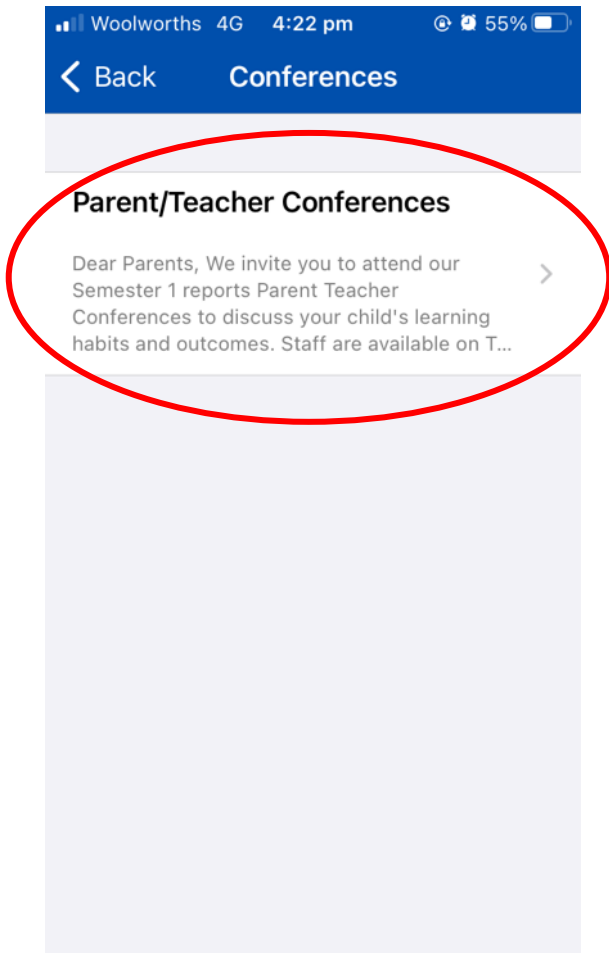 Woolworths 4G 4:22 pm 55%
Back Conferences
Parent/Teacher Conferences
Dear Parents, We invite you to attend our
Semester 1 reports Parent Teacher
Conferences to discuss your child's learning
habits and outcomes. Staff are available on T...